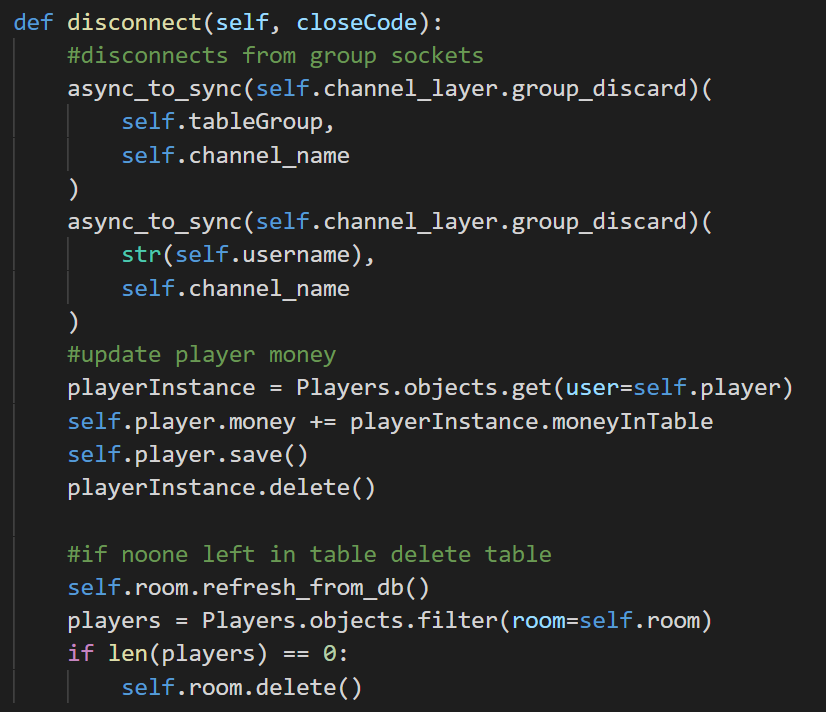 def disconnect(self, closeCode):
    #disconnects from group sockets
    async_to_sync(self.channel_layer.group_discard)(
        self.tableGroup,
        self.channel_name
    )
    async_to_sync(self.channel_layer.group_discard)(
        str(self.username),
        self.channel_name
    )
    #update player money
    playerInstance = Players.objects.get(user=self.player)
    self.player.money += playerInstance.moneyInTable
    self.player.save()
    playerInstance.delete()

    #if noone left in table delete table
    self.room.refresh_from_db()
    players = Players.objects.filter(room=self.room)
    if len(players) == 0:
        self.room.delete()